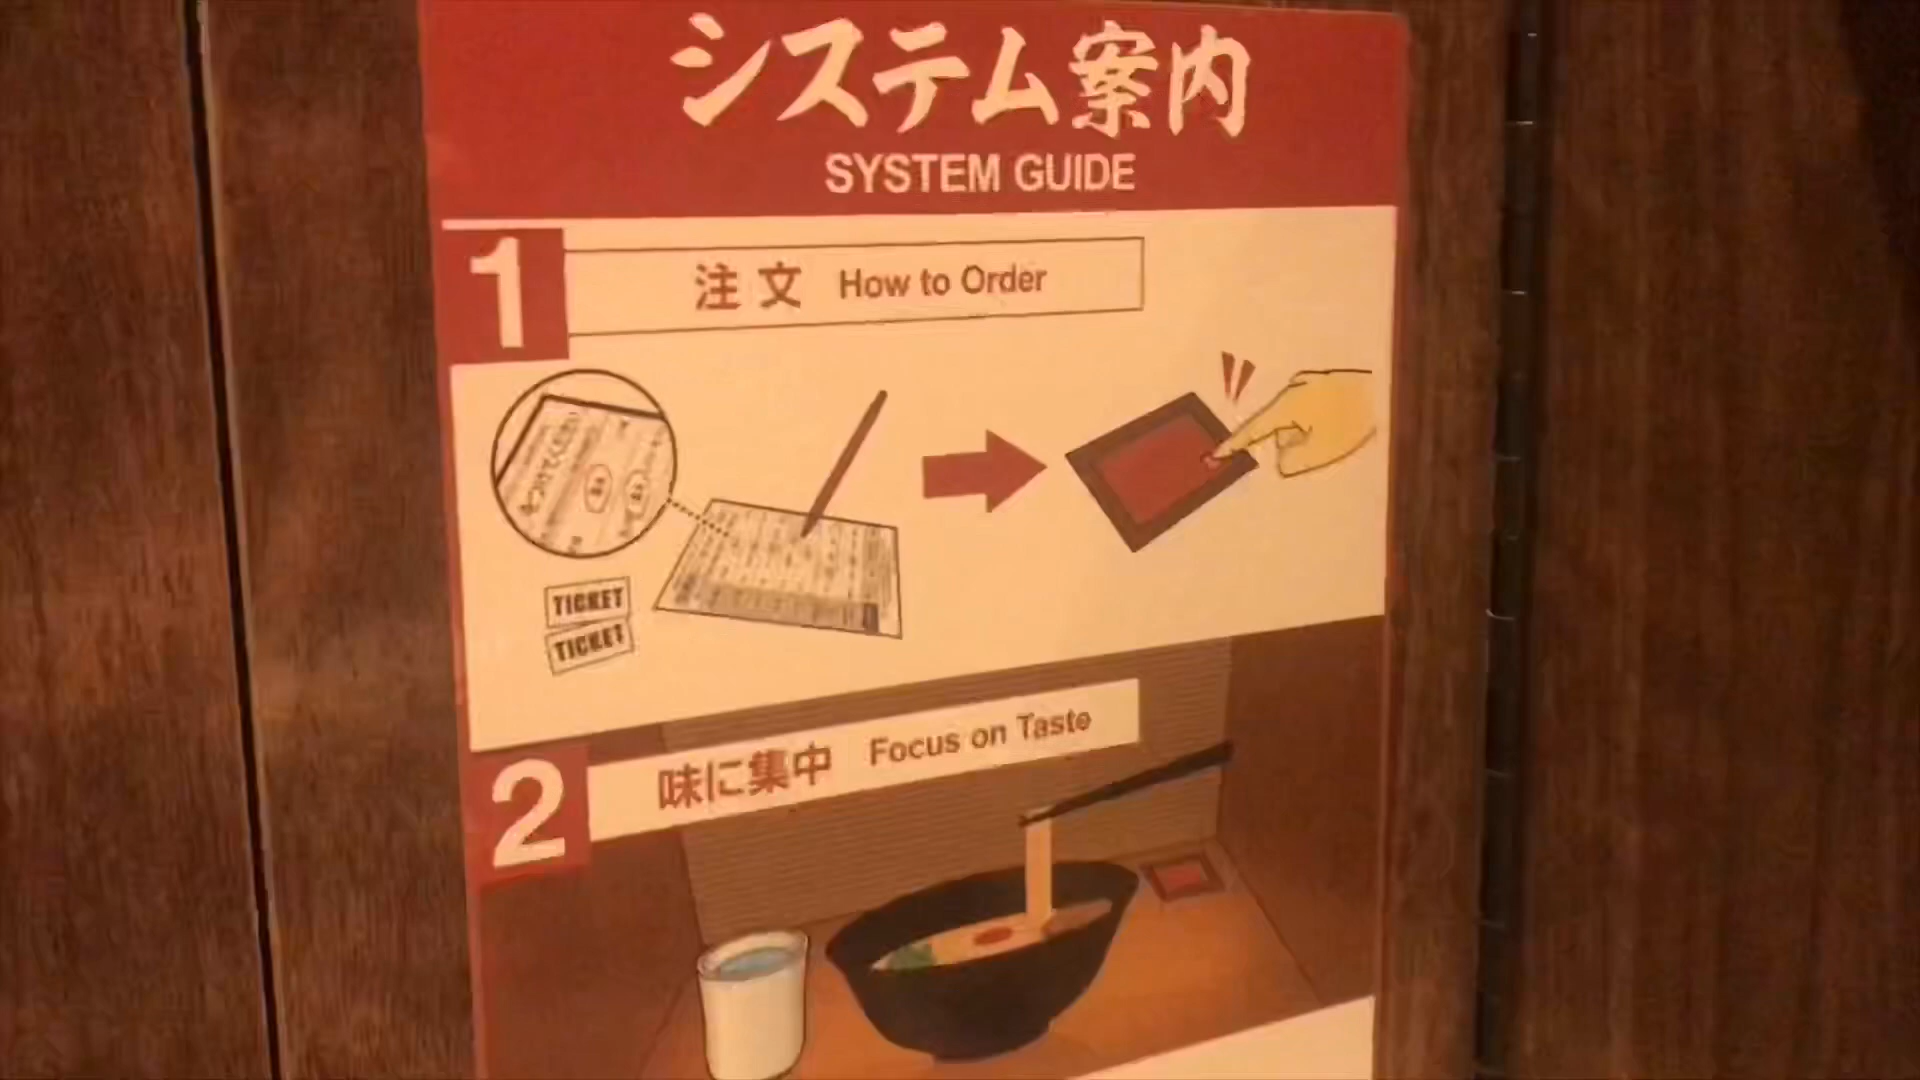 システム案内
SYSTEM GUIDE
1
注文 How to Order
TICKET
TICKET
2
味に集中 Focus on Taste